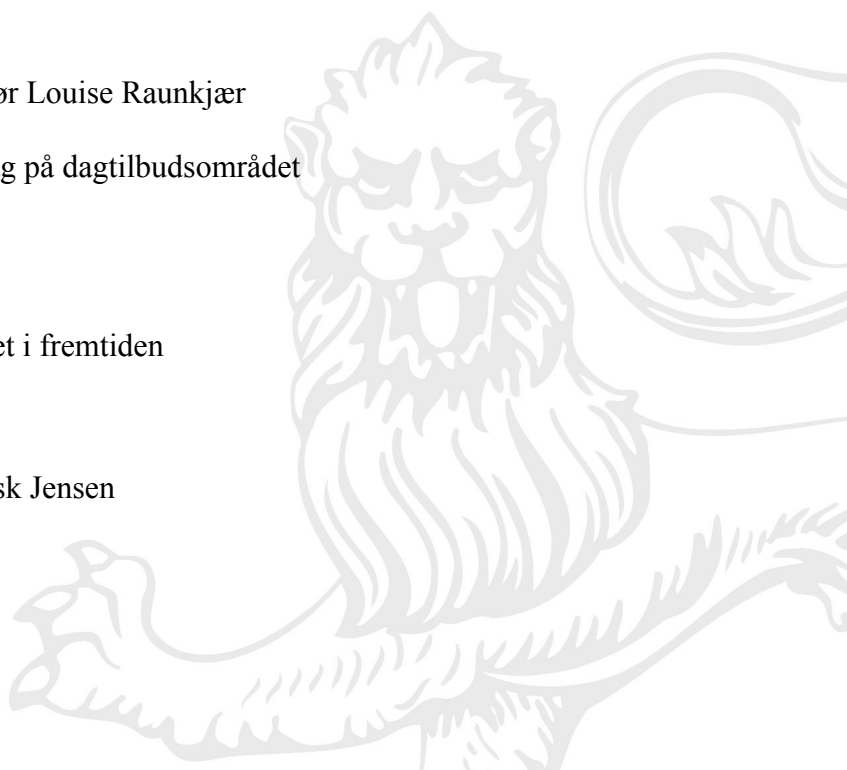 ør Louise Raunkjær
g på dagtilbudsområdet
et i fremtiden
sk Jensen